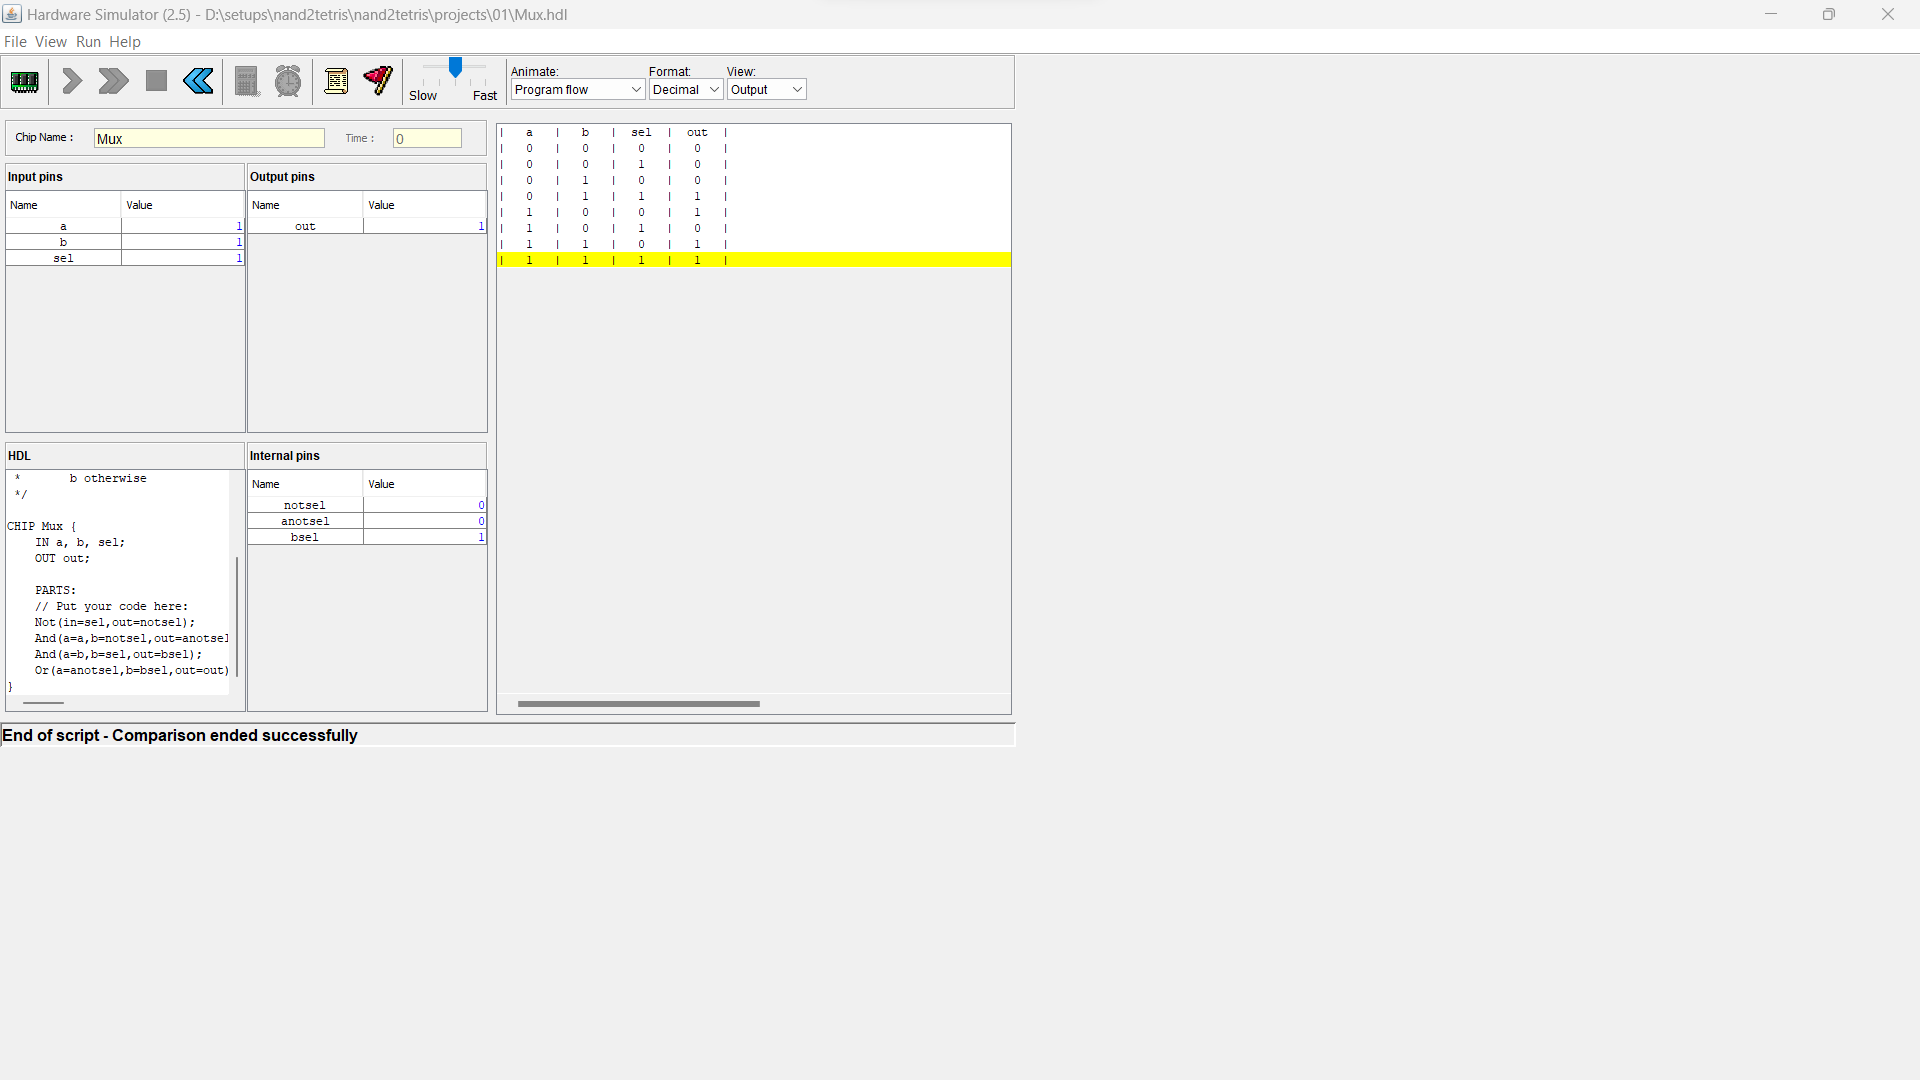 Hardware Simulator (2.5) - D:\setups\nand2tetris\nand2tetris\projects\01\Mux.hdl
File View Run Help
Slow Fast
Animate: Format: View:
Program flow Decimal Output
Chip Name : Mux Time : 0
Input pins
Name Value
a 1
b 1
sel 1
Output pins
Name Value
out 1
HDL
* b otherwise
*/
CHIP Mux {
IN a, b, sel;
OUT out;
PARTS:
// Put your code here:
Not(in=sel,out=notsel);
And(a=a,b=notsel,out=anotsel
And(a=b,b=sel,out=bsel);
Or(a=anotsel,b=bsel,out=out)
}
Internal pins
Name Value
notsel 0
anotsel 0
bsel 1
| a | b | sel | out |
| 0 | 0 | 0 | 0 |
| 0 | 0 | 1 | 0 |
| 0 | 1 | 0 | 0 |
| 0 | 1 | 1 | 1 |
| 1 | 0 | 0 | 1 |
| 1 | 0 | 1 | 0 |
| 1 | 1 | 0 | 1 |
| 1 | 1 | 1 | 1 |
End of script - Comparison ended successfully